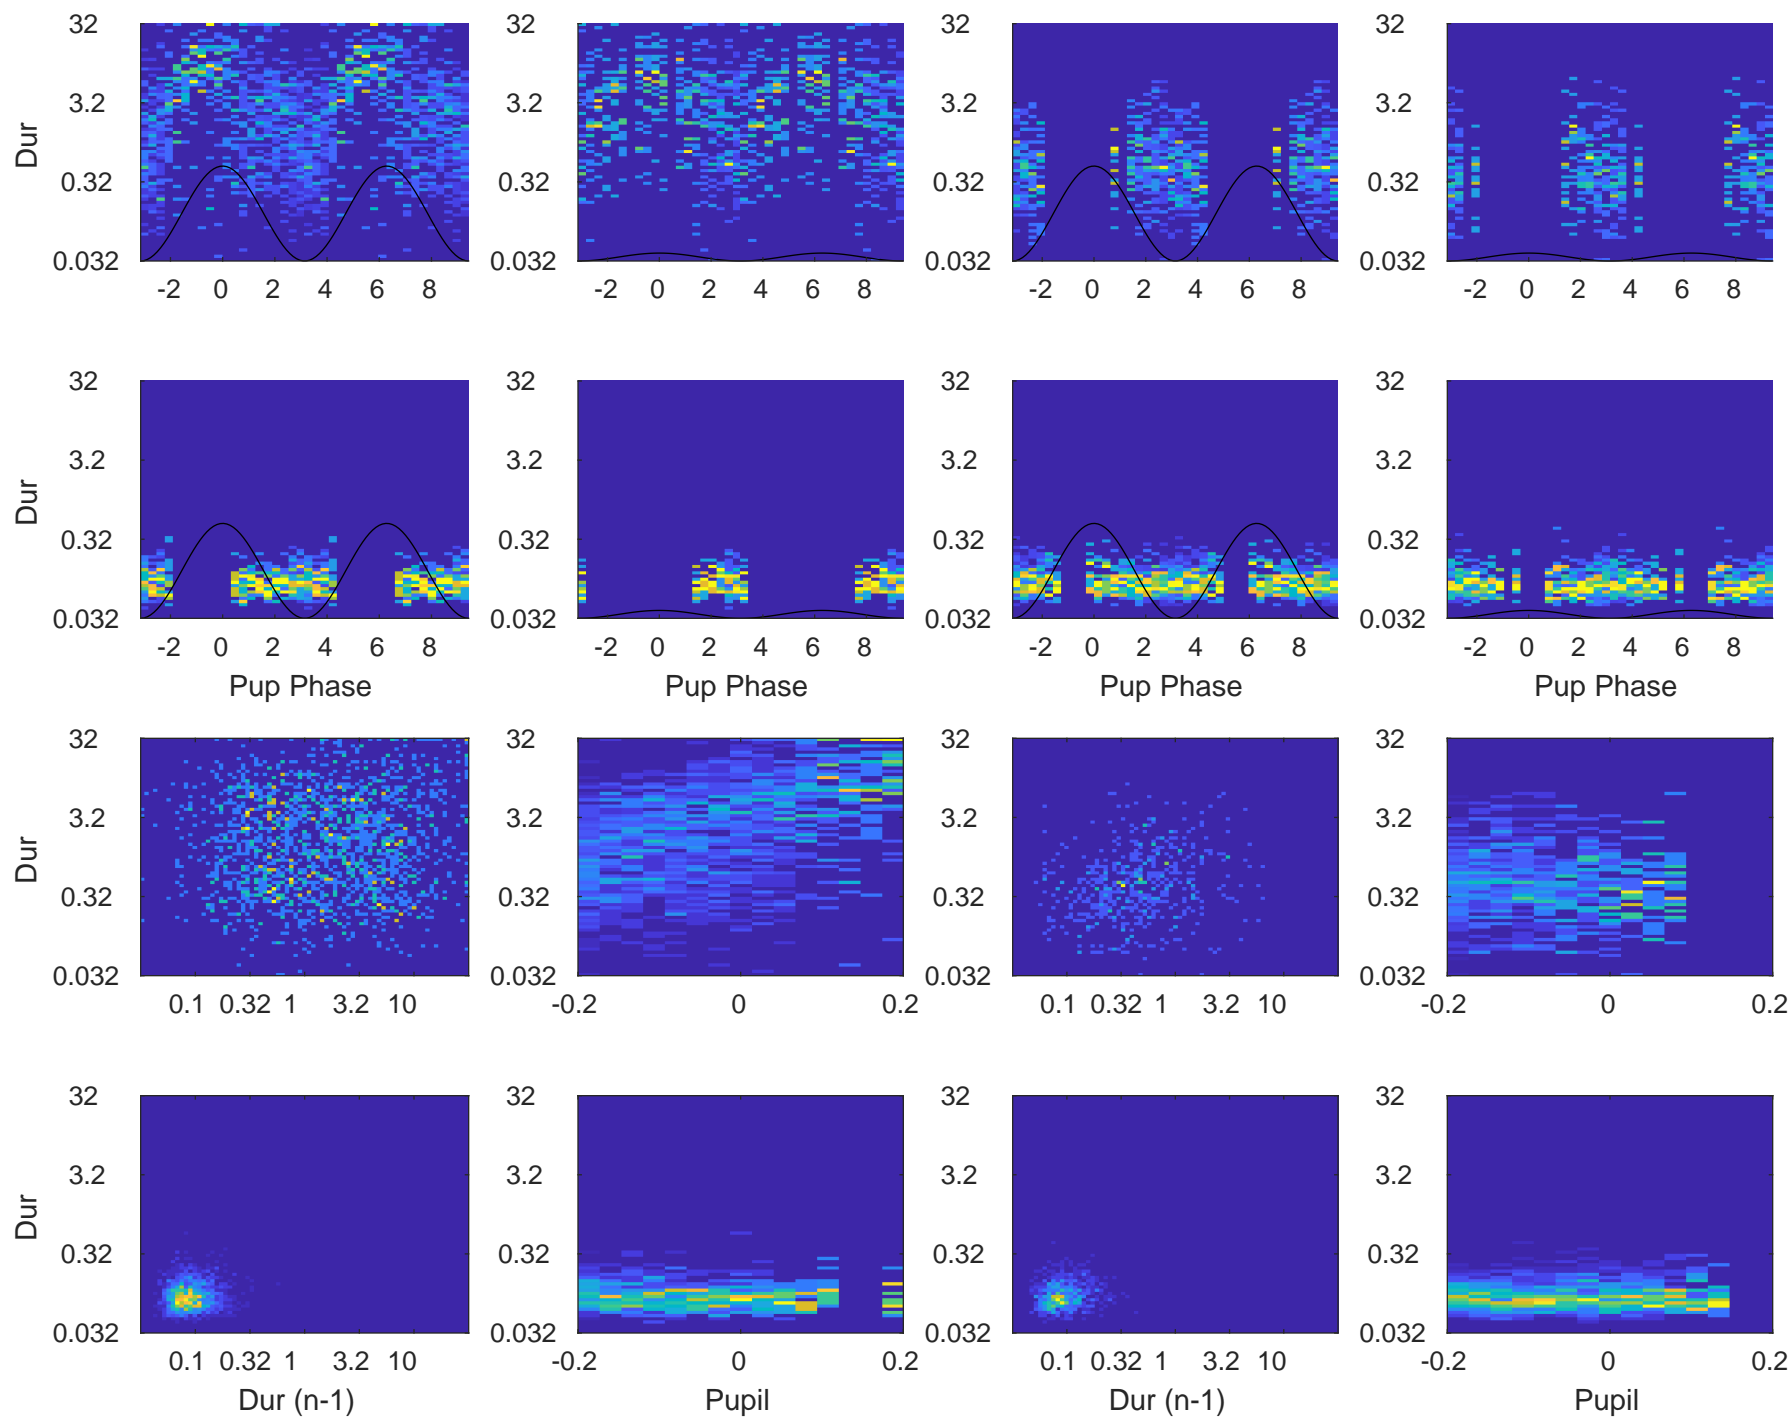 32 32 32 32
3.2 3.2 3.2 3.2
Dur
0.32 0.32 0.32 0.32
0.032 0.032 0.032 0.032
-2 0 2 4 6 8 -2 0 2 4 6 8 -2 0 2 4 6 8 -2 0 2 4 6 8
32 32 32 32
3.2 3.2 3.2 3.2
Dur
0.32 0.32 0.32 0.32
0.032 0.032 0.032 0.032
-2 0 2 4 6 8 -2 0 2 4 6 8 -2 0 2 4 6 8 -2 0 2 4 6 8
Pup Phase Pup Phase Pup Phase Pup Phase
32 32 32 32
3.2 3.2 3.2 3.2
Dur
0.32 0.32 0.32 0.32
0.032 0.032 0.032 0.032
0.1 0.32 1 3.2 10 -0.2 0 0.2 0.1 0.32 1 3.2 10 -0.2 0 0.2
32 32 32 32
3.2 3.2 3.2 3.2
Dur
0.32 0.32 0.32 0.32
0.032 0.032 0.032 0.032
0.1 0.32 1 3.2 10 -0.2 0 0.2 0.1 0.32 1 3.2 10 -0.2 0 0.2
Dur (n-1) Pupil Dur (n-1) Pupil